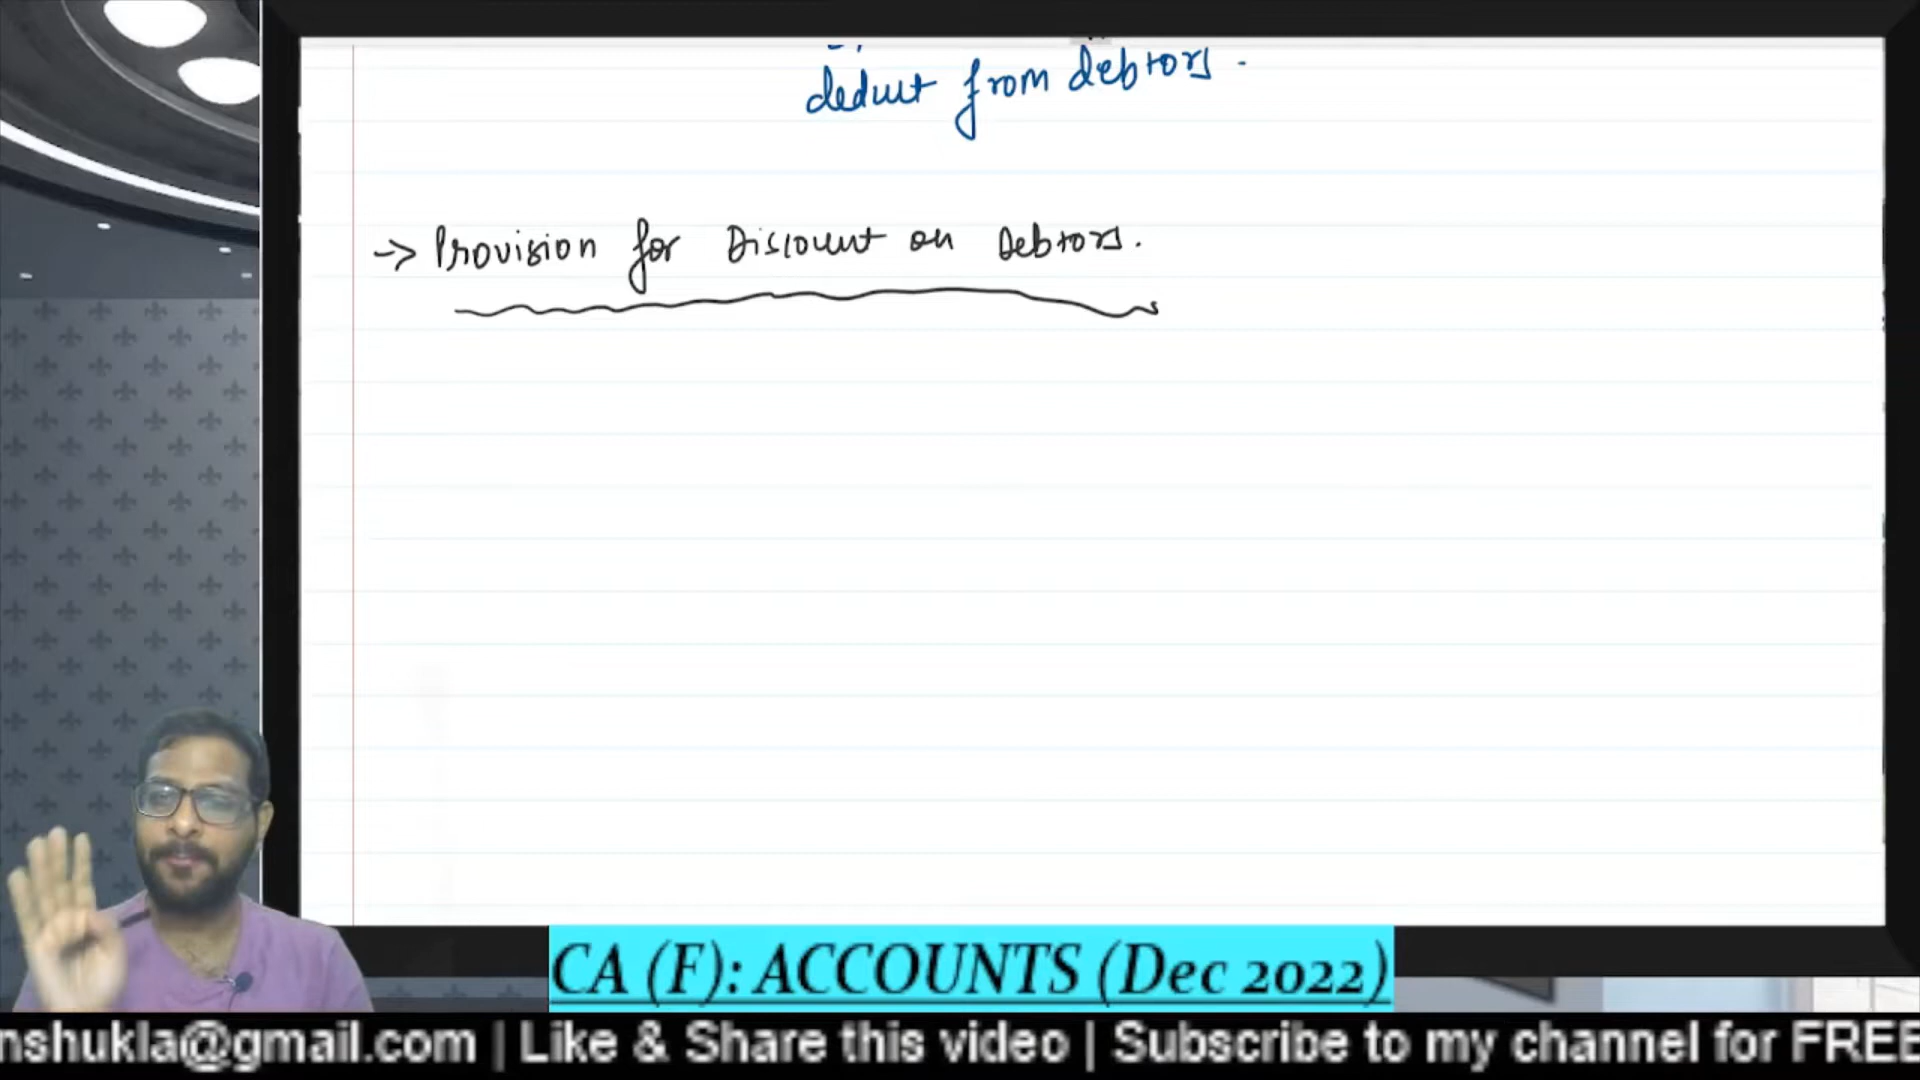 deduct from debtors.
→ Provision for Discount on Debtors.
CA (F): ACCOUNTS (Dec 2022)
nshukla@gmail.com | Like & Share this video | Subscribe to my channel for FREE